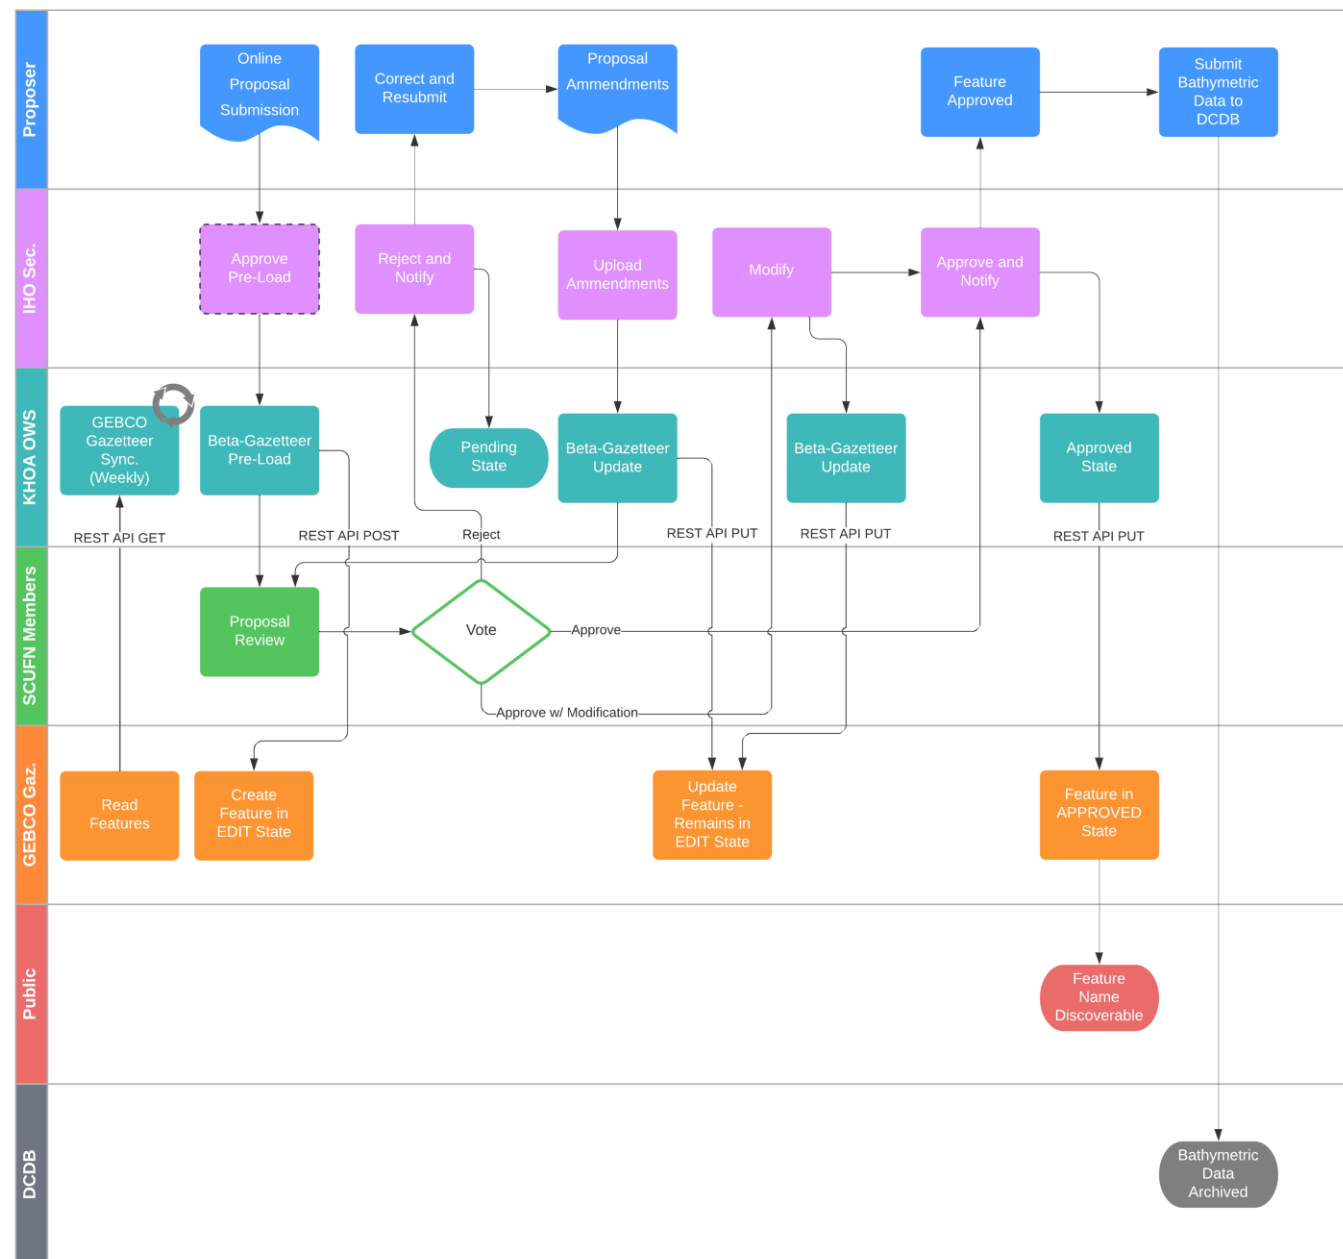 Proposer
Online
Proposal
Submission
Correct and
Resubmit
Proposal
Ammendments
Feature
Approved
Submit
Bathymetric
Data to
DCDB
IHO Sec.
Approve
Pre-Load
Reject and
Notify
Upload
Ammendments
Modify
Approve and
Notify
KHOA OWS
GEBCO
Gazetteer
Sync.
(Weekly)
Beta-Gazetteer
Pre-Load
Pending
State
Beta-Gazetteer
Update
Beta-Gazetteer
Update
Approved
State
REST API GET
REST API POST
Reject
REST API PUT
REST API PUT
REST API PUT
SCUFN Members
Proposal
Review
Vote
Approve
Approve w/ Modification
GEBCO Gaz.
Read
Features
Create
Feature in
EDIT State
Update
Feature -
Remains in
EDIT State
Feature in
APPROVED
State
Public
Feature
Name
Discoverable
DCDB
Bathymetric
Data
Archived